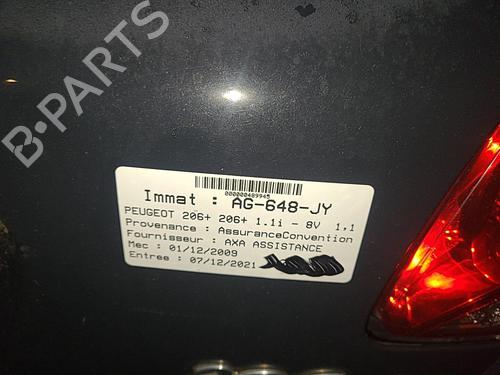 B-PARTS
000000489945
Immat : AG-648-JY
PEUGEOT 206+ 206+ 1.1i - 8V 1,1
Provenance : AssuranceConvention
Fournisseur : AXA ASSISTANCE
Mec : 01/12/2009
Entree : 07/12/2021